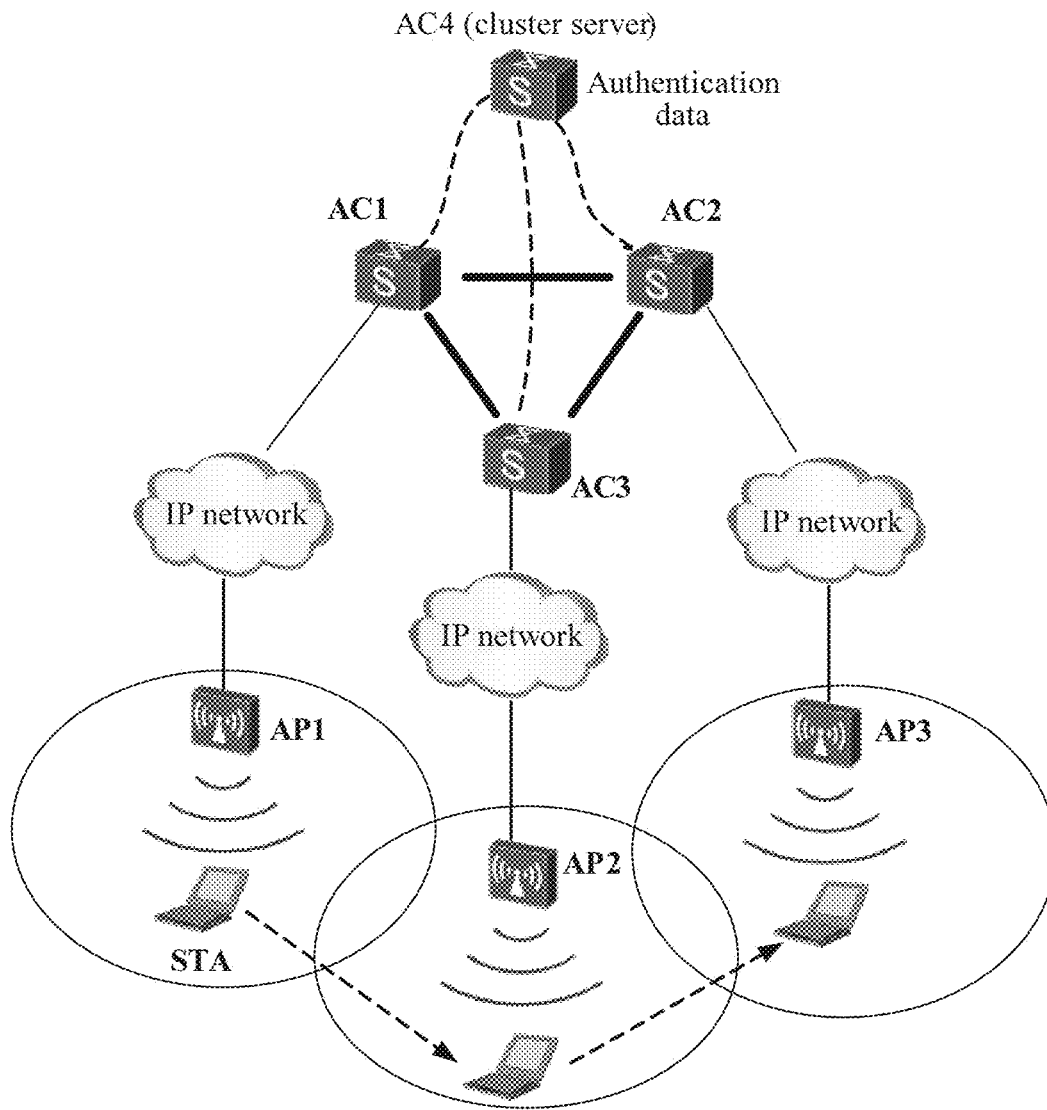 AC4 (cluster server)
Authentication
data
AC1
AC2
S
S
S
S
AC3
IP network
IP network
IP network
AP1
AP3
AP2
STA